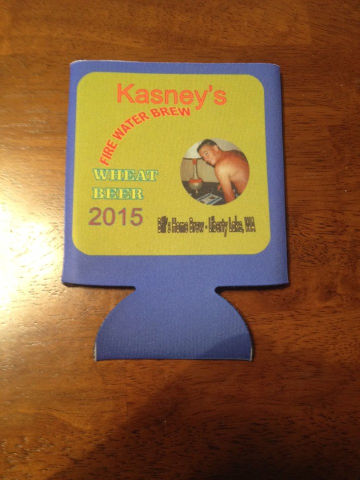 Kasney's
FIRE WATER BREW
WHEAT
BEER
2015
Bill's Home Brew - Liberty Lake, WA